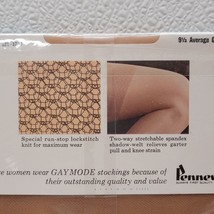 9½ Average
Special run-stop lockstitch
knit for maximum wear
Two-way stretchable spandex
shadow-welt relieves garter
pull and knee strain
women wear GAYMODE stockings because of
their outstanding quality and value
Penney